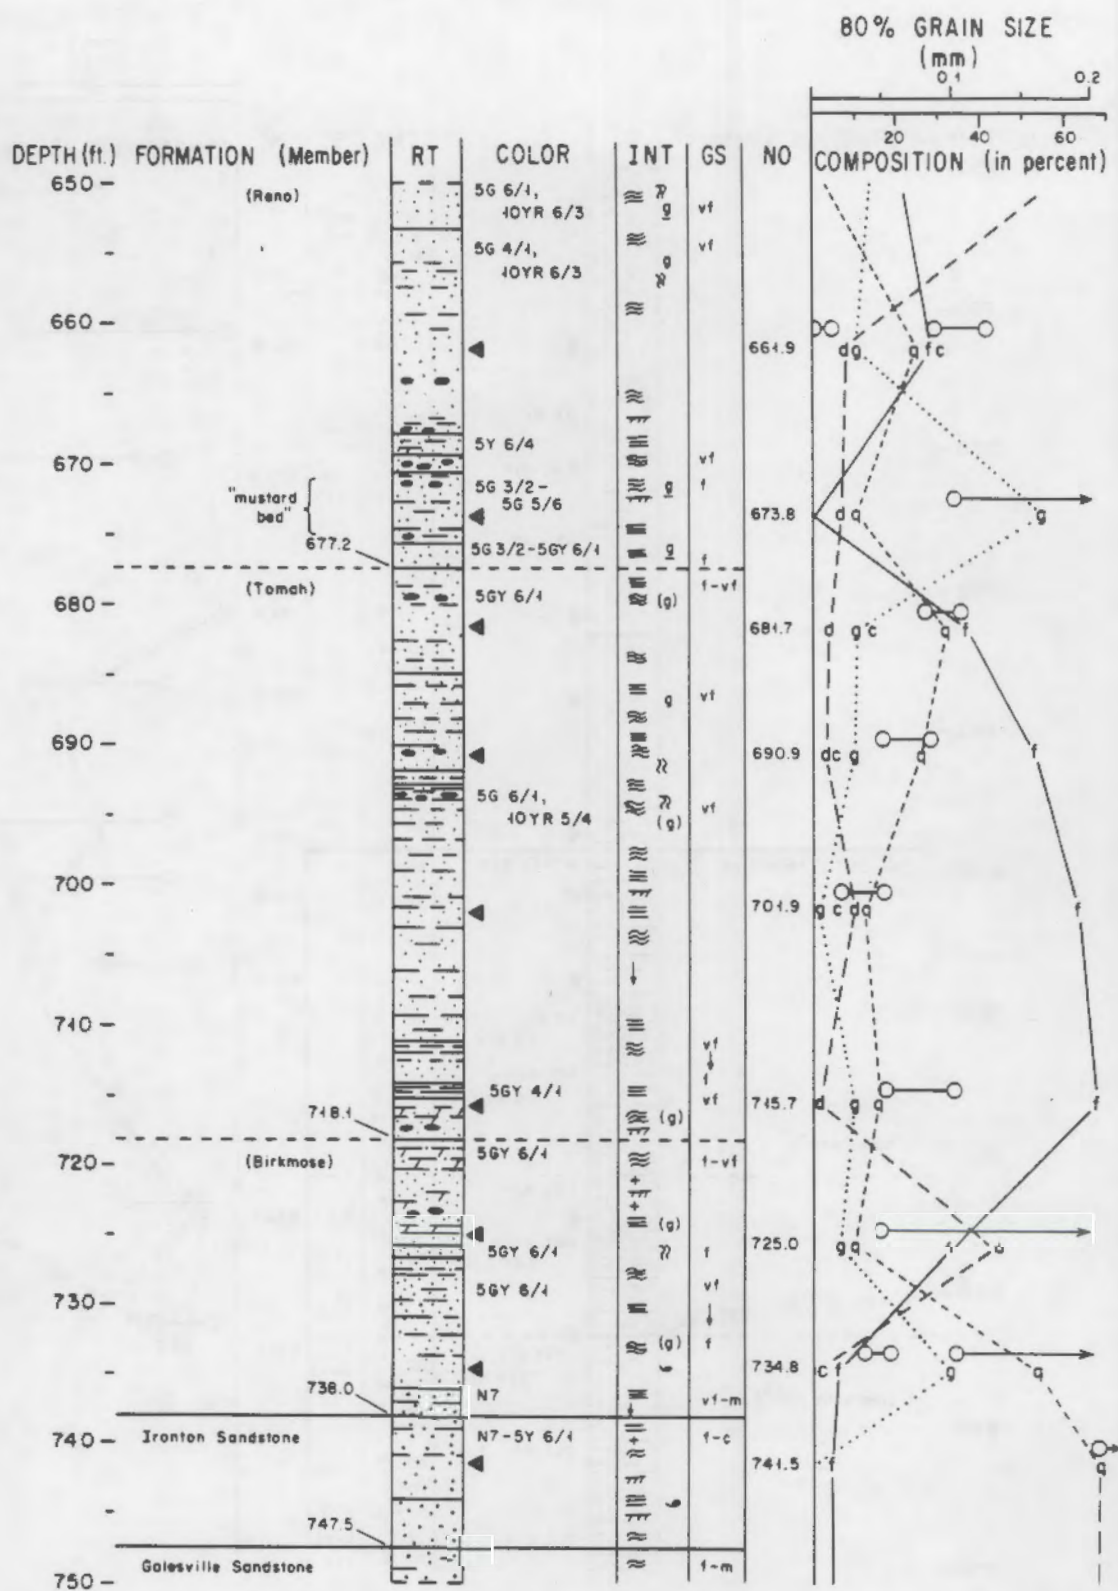 80% GRAIN SIZE
(mm)
0.1 0.2
20 40 60
DEPTH (ft.) FORMATION (Member) RT COLOR INT GS NO COMPOSITION (in percent)
650 (Reno) 5G 6/1, g vf
10YR 6/3
5G 4/1, g vf
10YR 6/3
660
661.9 d g q f c
5Y 6/4
670 vf
"mustard bed" 5G 3/2- g f
5G 5/6
673.8 d q g
677.2 5G 3/2-5GY 6/1 g f
(Tomah) f-vf
680 5GY 6/1 (g)
681.7 d g c q f
g vf
690 690.9 d c g q f
5G 6/1, vf
10YR 5/4 (g)
700
701.9 g c d q f
710
vf
f
5GY 4/1 vf
715.7 d g q f
718.1 (g)
720 (Birkmose) 5GY 6/1 f-vf
(g)
725.0 g q f
5GY 6/1 f
730 5GY 6/1 vf
(g) f
734.8 c f g q
738.0 N7 vf-m
740 Ironton Sandstone N7-5Y 6/1 f-c
741.5 f q
747.5
750 Galesville Sandstone f-m